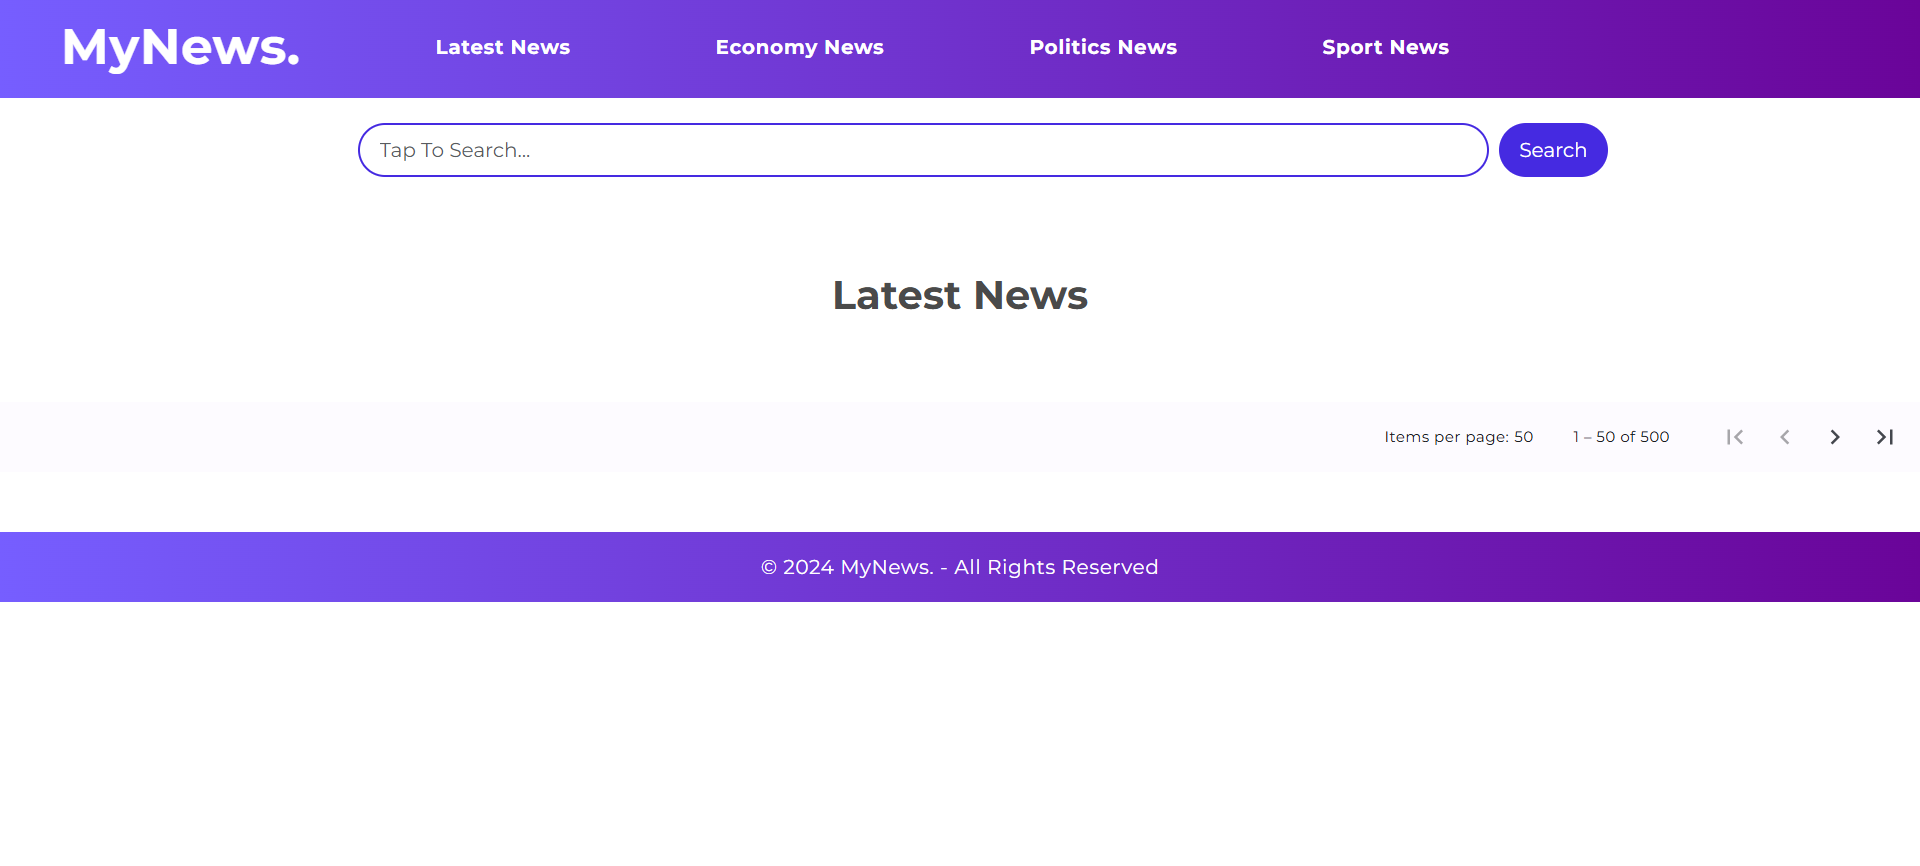 MyNews.
Latest News
Economy News
Politics News
Sport News
Tap To Search...
Search
Latest News
Items per page: 50
1 – 50 of 500
© 2024 MyNews. - All Rights Reserved